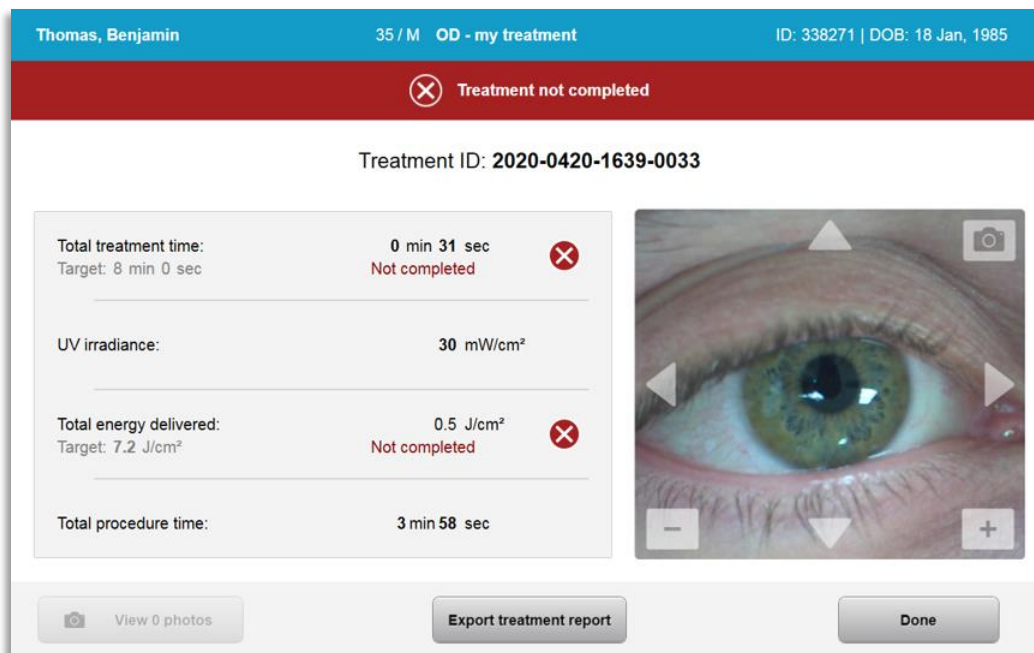 Thomas, Benjamin 35 / M OD - my treatment ID: 338271 | DOB: 18 Jan, 1985
Treatment not completed
Treatment ID: 2020-0420-1639-0033
Total treatment time: 0 min 31 sec
Target: 8 min 0 sec Not completed
UV irradiance: 30 mW/cm²
Total energy delivered: 0.5 J/cm²
Target: 7.2 J/cm² Not completed
Total procedure time: 3 min 58 sec
View 0 photos Export treatment report Done